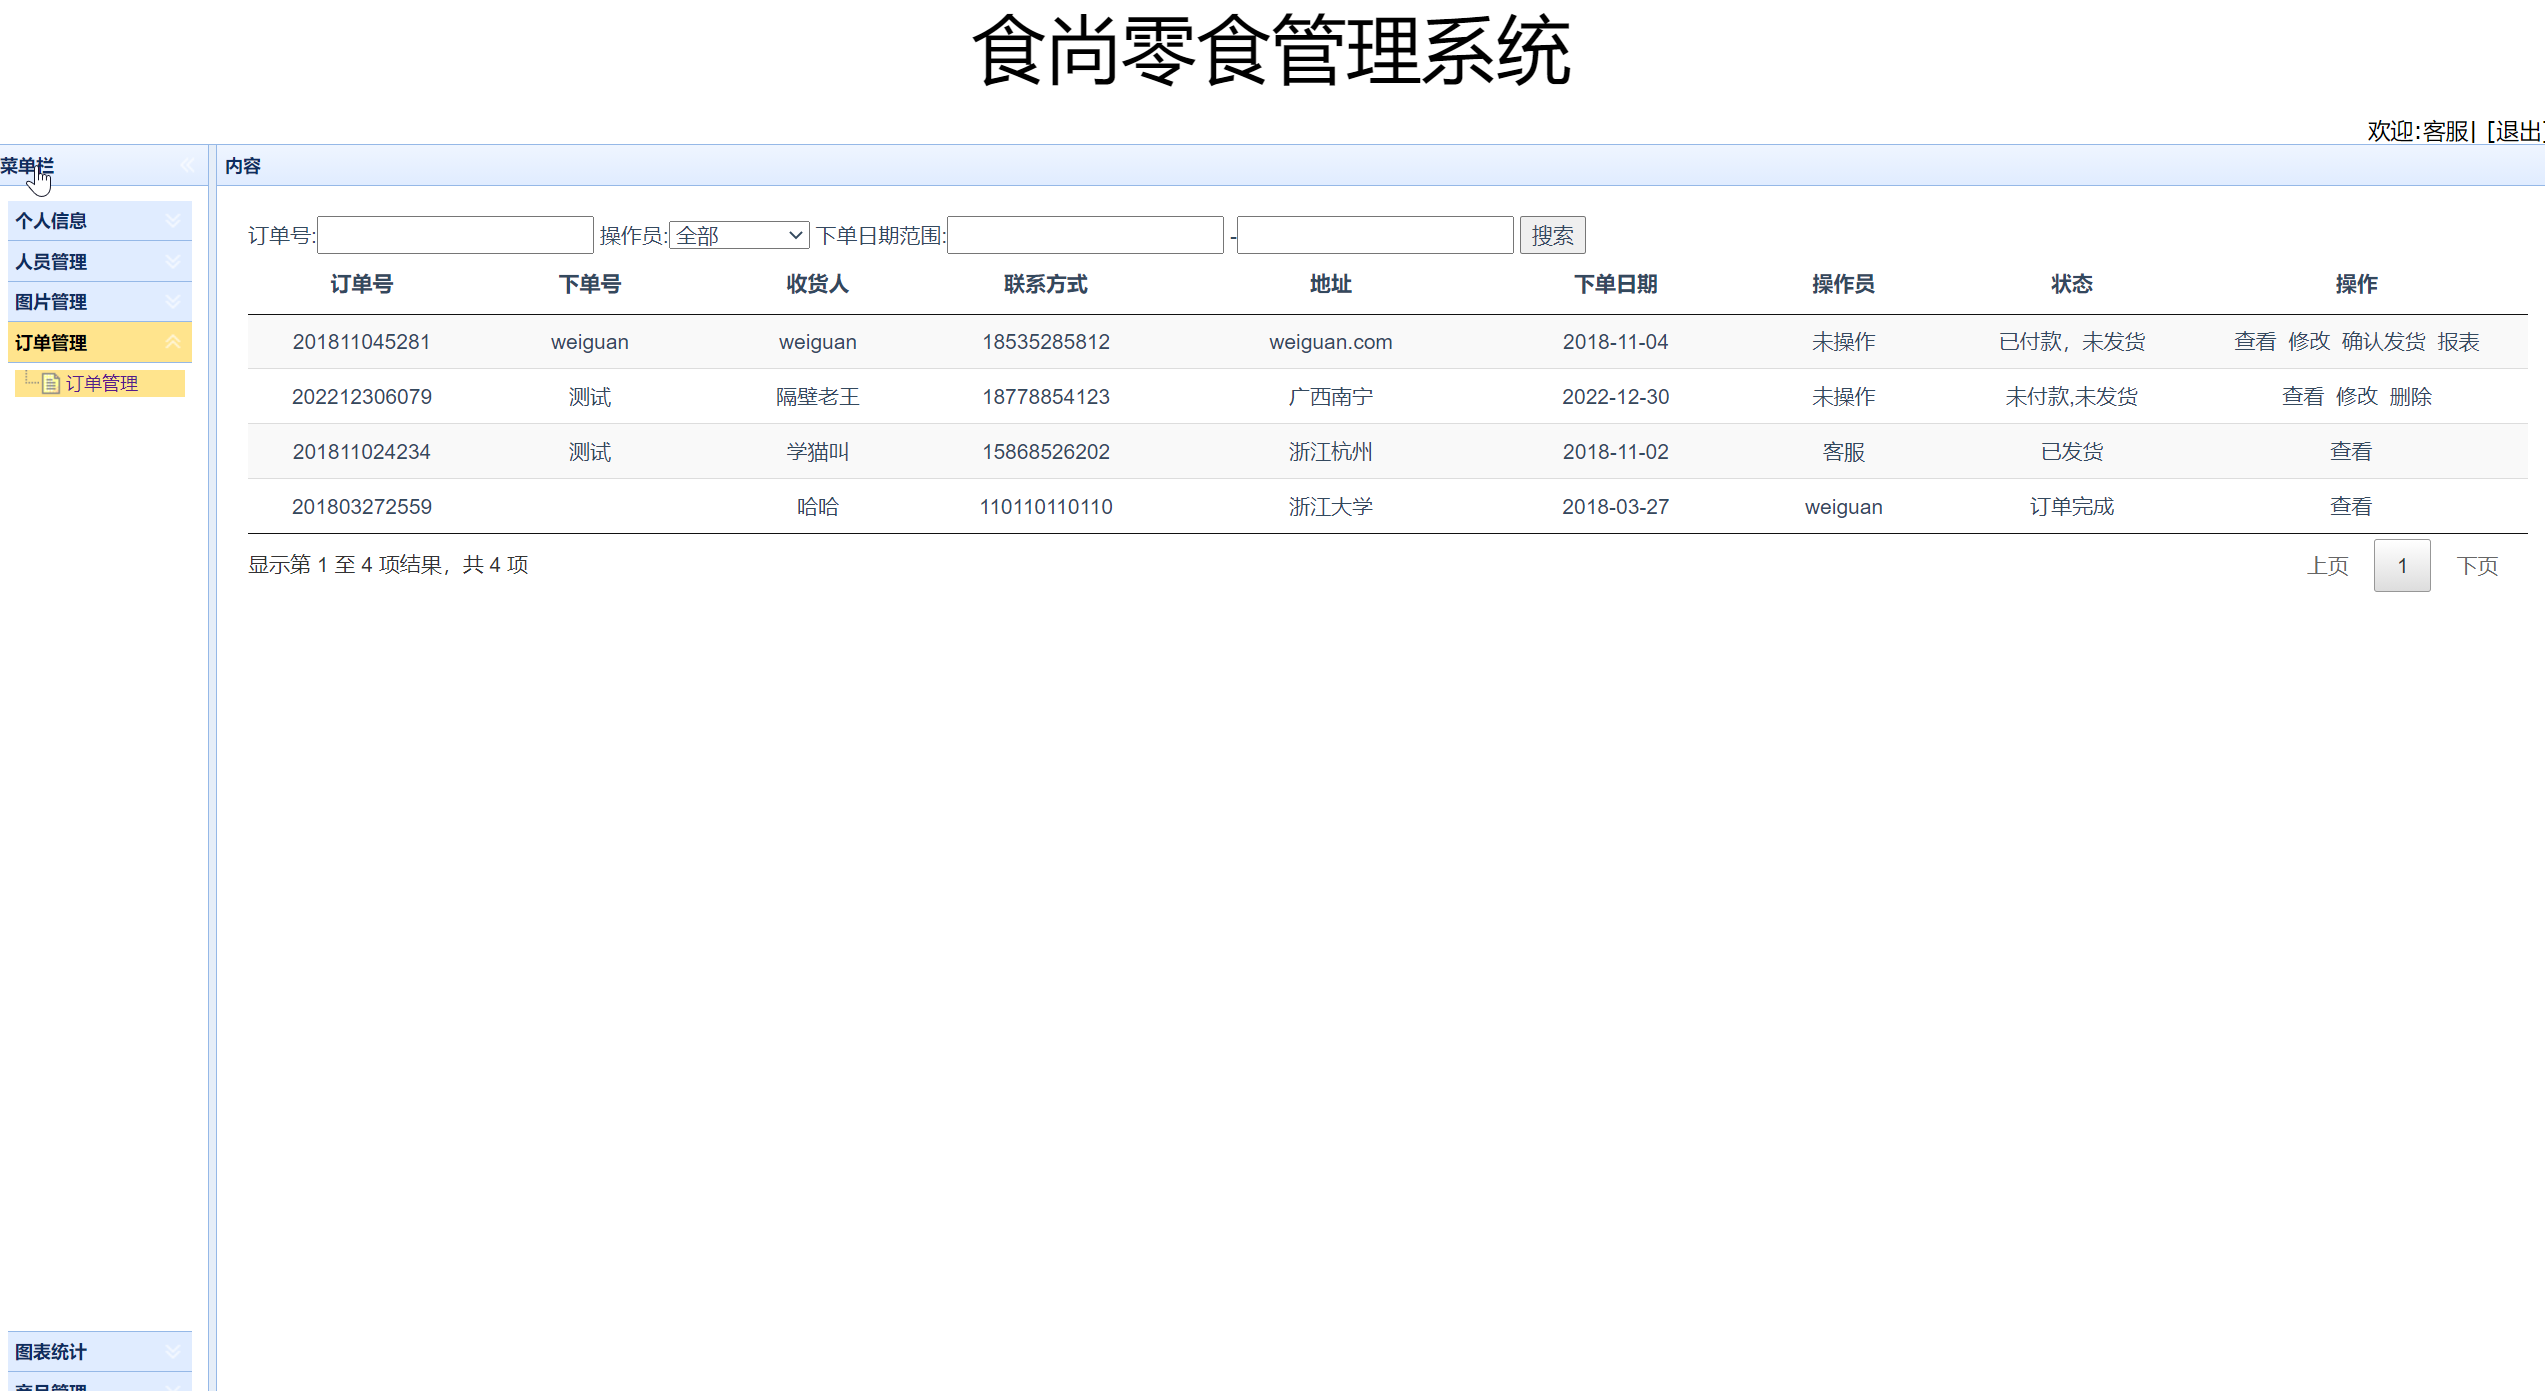 食尚零食管理系统
欢迎:客服| [退出]
菜单栏
内容
个人信息
人员管理
图片管理
订单管理
订单管理
图表统计
商品管理
订单号: 操作员: 全部 下单日期范围: - 搜索
订单号 下单号 收货人 联系方式 地址 下单日期 操作员 状态 操作
201811045281 weiguan weiguan 18535285812 weiguan.com 2018-11-04 未操作 已付款，未发货 查看 修改 确认发货 报表
202212306079 测试 隔壁老王 18778854123 广西南宁 2022-12-30 未操作 未付款,未发货 查看 修改 删除
201811024234 测试 学猫叫 15868526202 浙江杭州 2018-11-02 客服 已发货 查看
201803272559 哈哈 110110110110 浙江大学 2018-03-27 weiguan 订单完成 查看
显示第 1 至 4 项结果，共 4 项
上页 1 下页